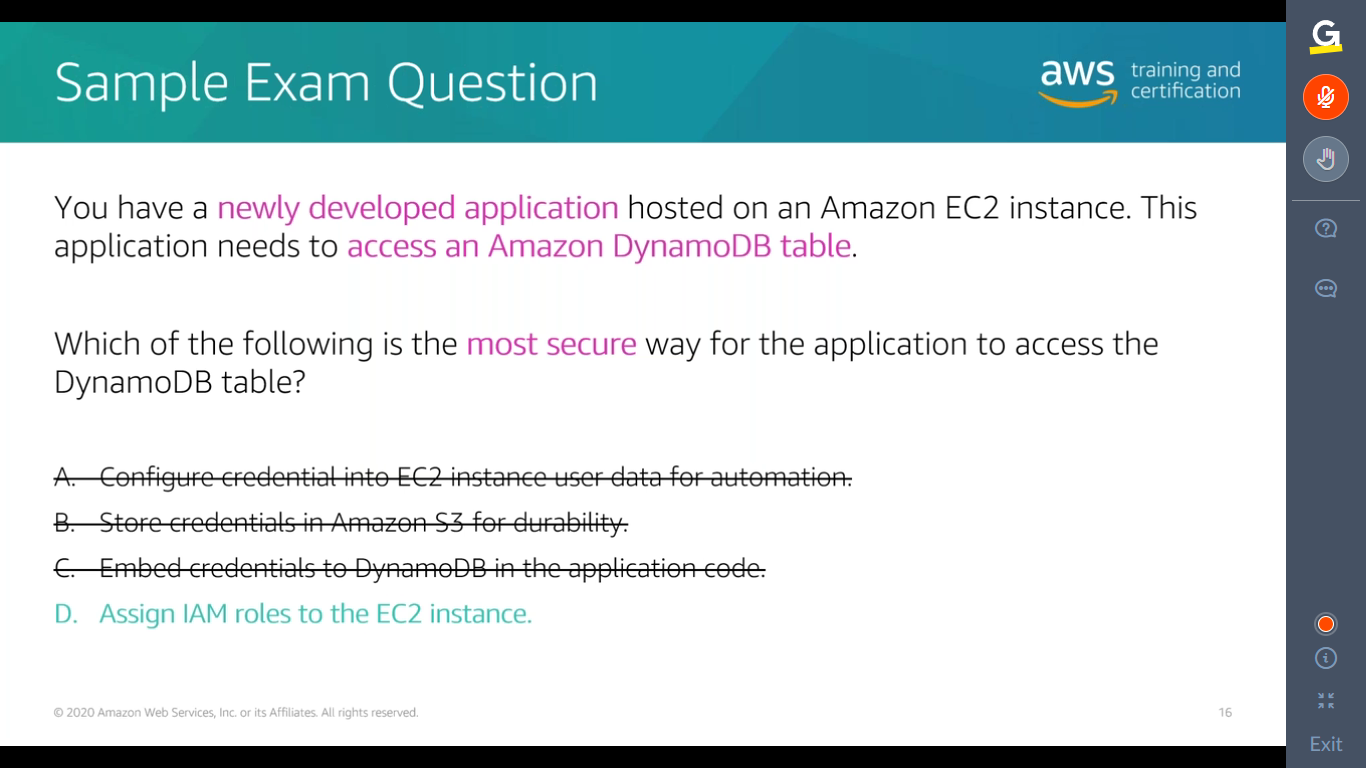 Sample Exam Question
aws training and certification
You have a newly developed application hosted on an Amazon EC2 instance. This
application needs to access an Amazon DynamoDB table.
Which of the following is the most secure way for the application to access the
DynamoDB table?
A. Configure credential into EC2 instance user data for automation.
B. Store credentials in Amazon S3 for durability.
C. Embed credentials to DynamoDB in the application code.
D. Assign IAM roles to the EC2 instance.
© 2020 Amazon Web Services, Inc. or its Affiliates. All rights reserved.
16
G
Exit